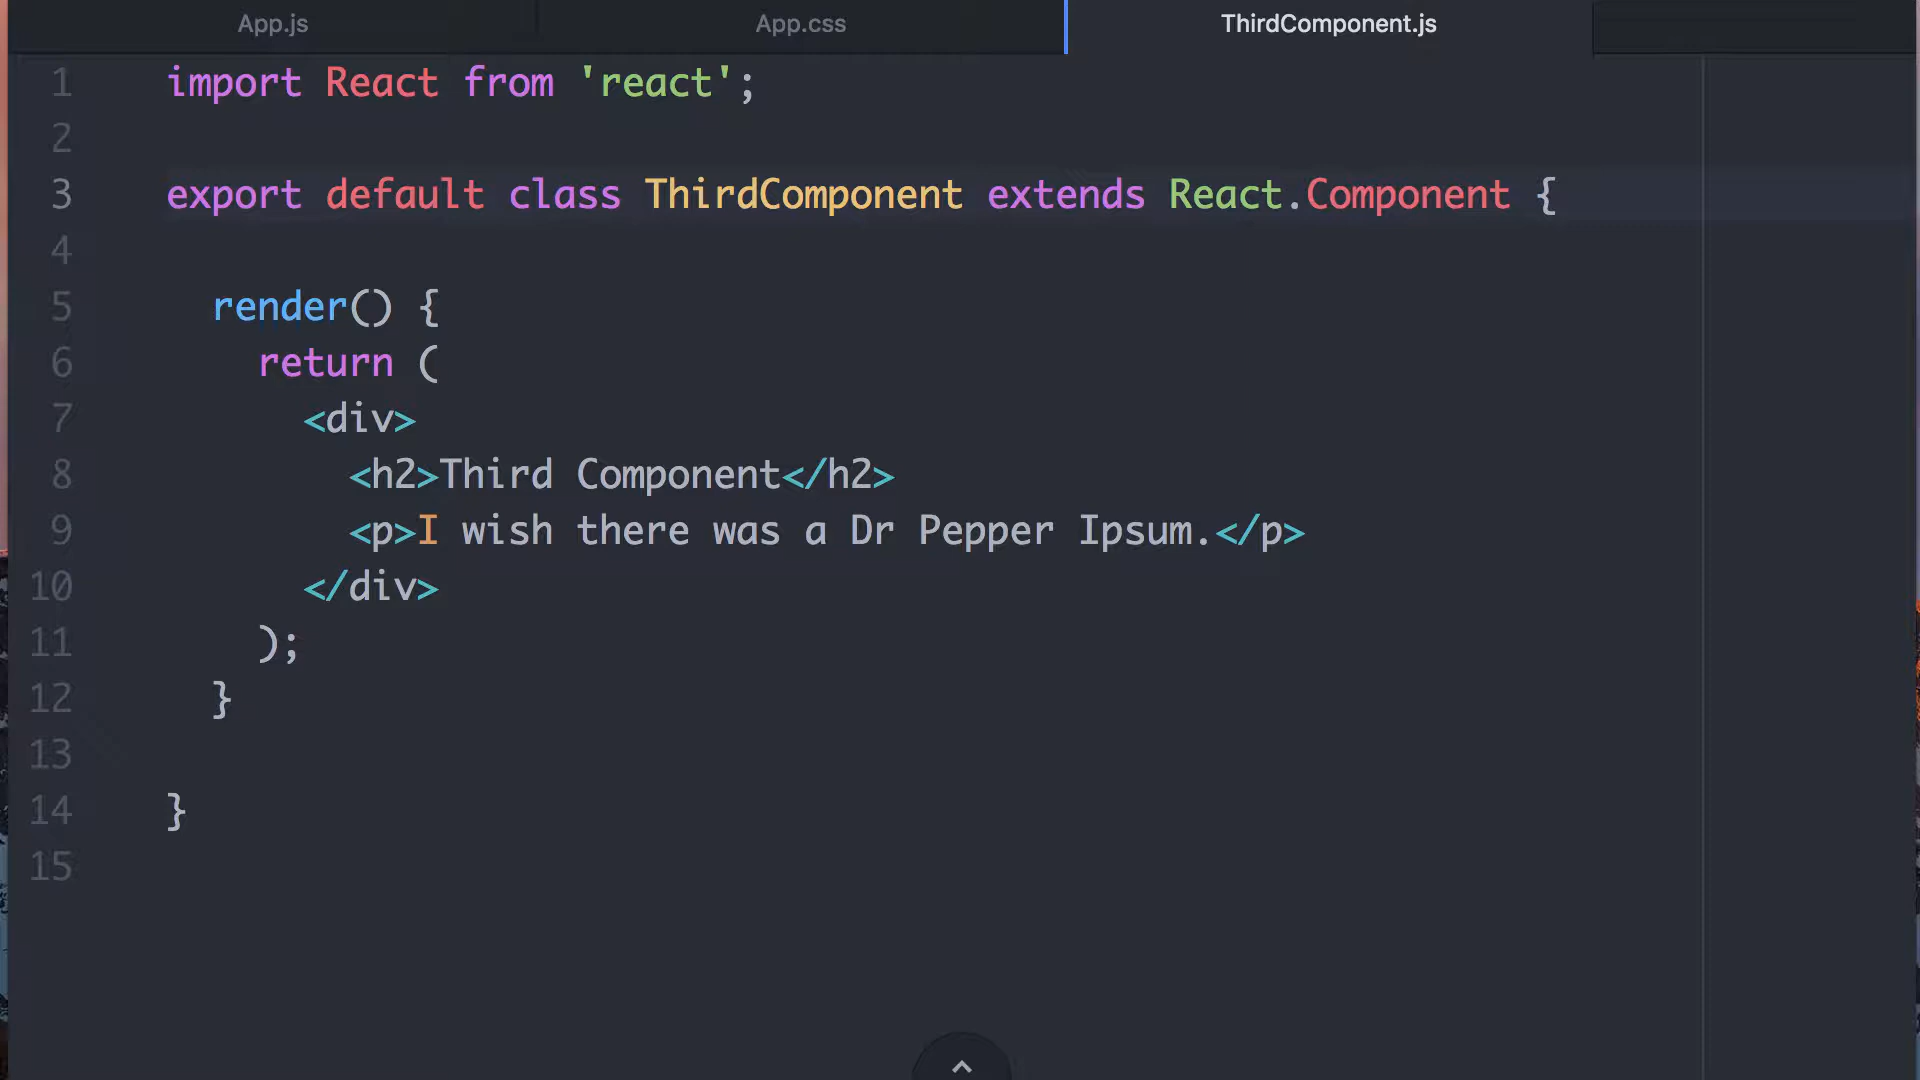 App.js App.css ThirdComponent.js
1 import React from 'react';
2
3 export default class ThirdComponent extends React.Component {
4
5 render() {
6 return (
7 <div>
8 <h2>Third Component</h2>
9 <p>I wish there was a Dr Pepper Ipsum.</p>
10 </div>
11 );
12 }
13
14 }
15